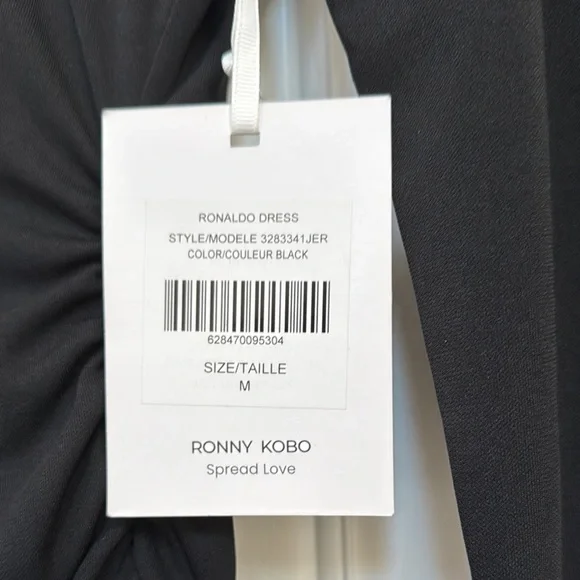 RONALDO DRESS
STYLE/MODELE 3283341JER
COLOR/COULEUR BLACK
628470095304
SIZE/TAILLE
M
RONNY KOBO
Spread Love